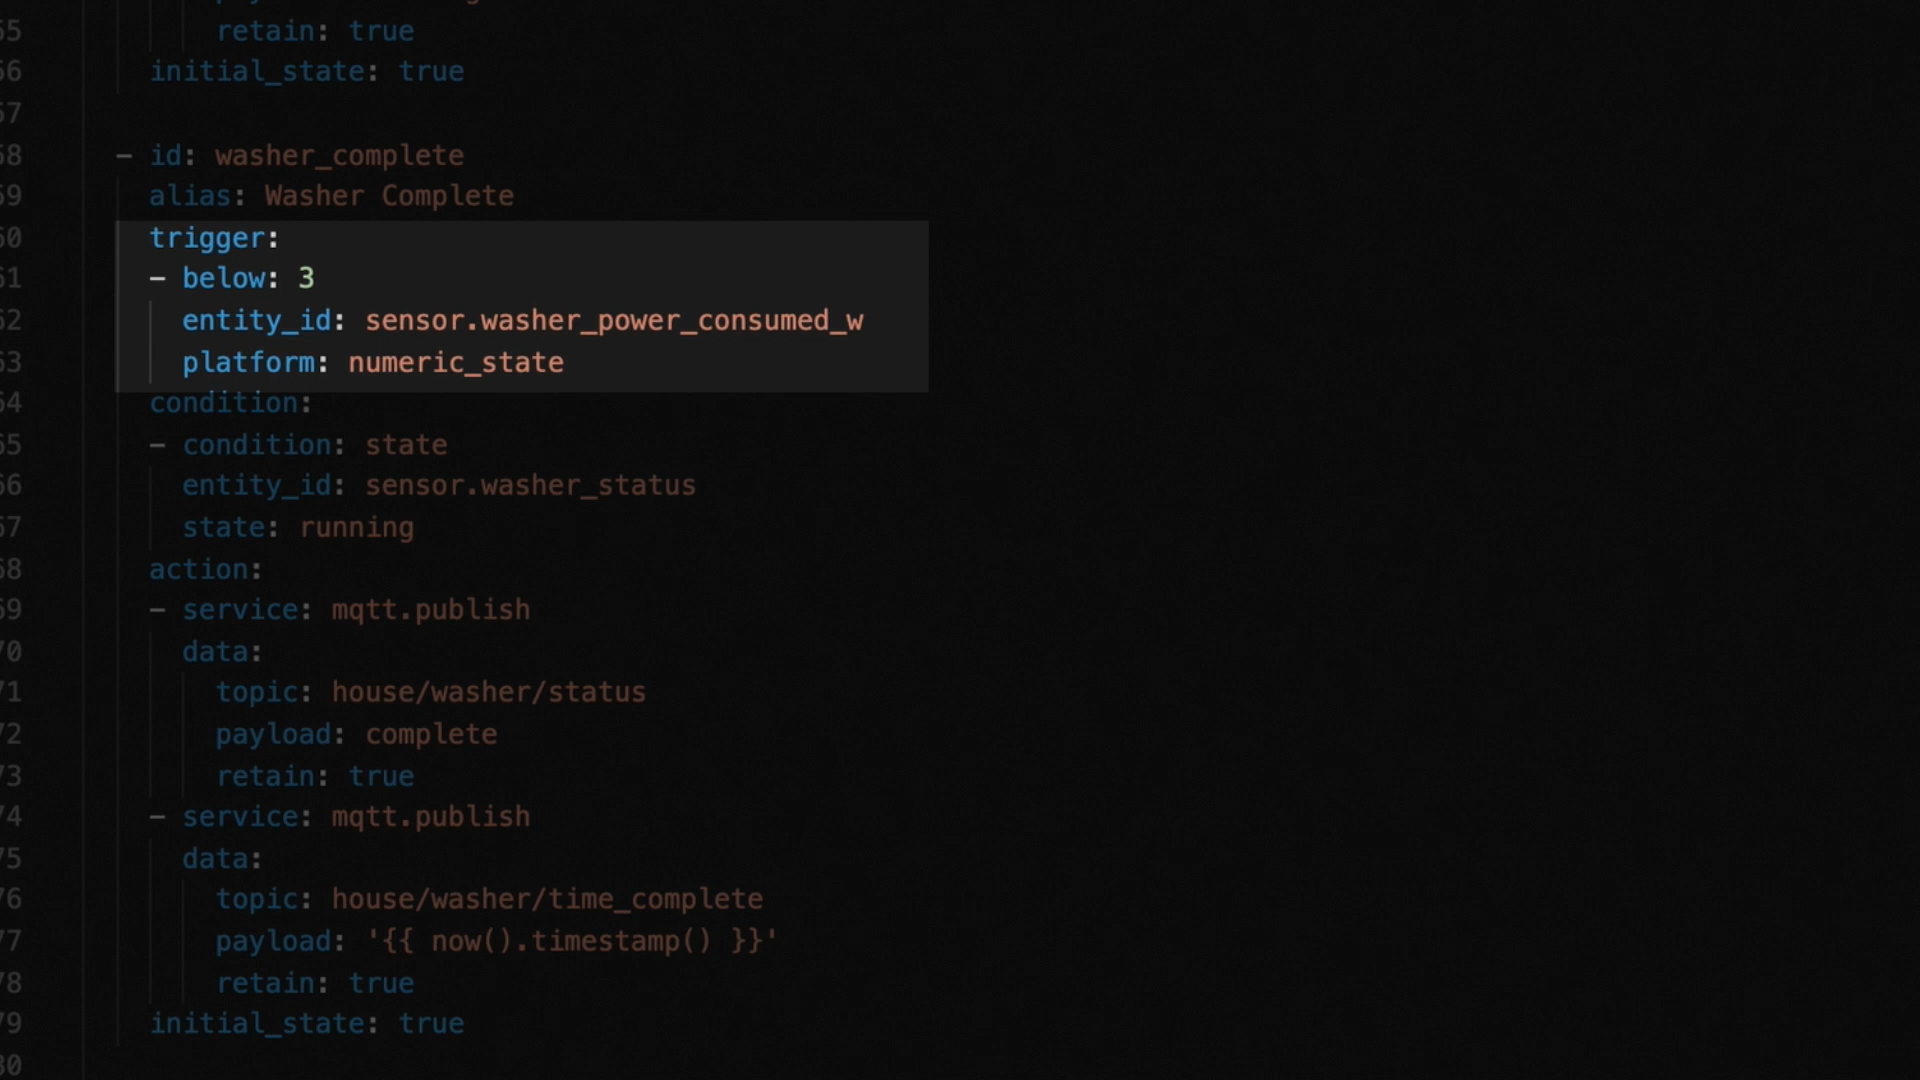 55 retain: true
56 initial_state: true
57
58 - id: washer_complete
59 alias: Washer Complete
60 trigger:
61 - below: 3
62 entity_id: sensor.washer_power_consumed_w
63 platform: numeric_state
64 condition:
65 - condition: state
66 entity_id: sensor.washer_status
67 state: running
68 action:
69 - service: mqtt.publish
70 data:
71 topic: house/washer/status
72 payload: complete
73 retain: true
74 - service: mqtt.publish
75 data:
76 topic: house/washer/time_complete
77 payload: '{{ now().timestamp() }}'
78 retain: true
79 initial_state: true
80